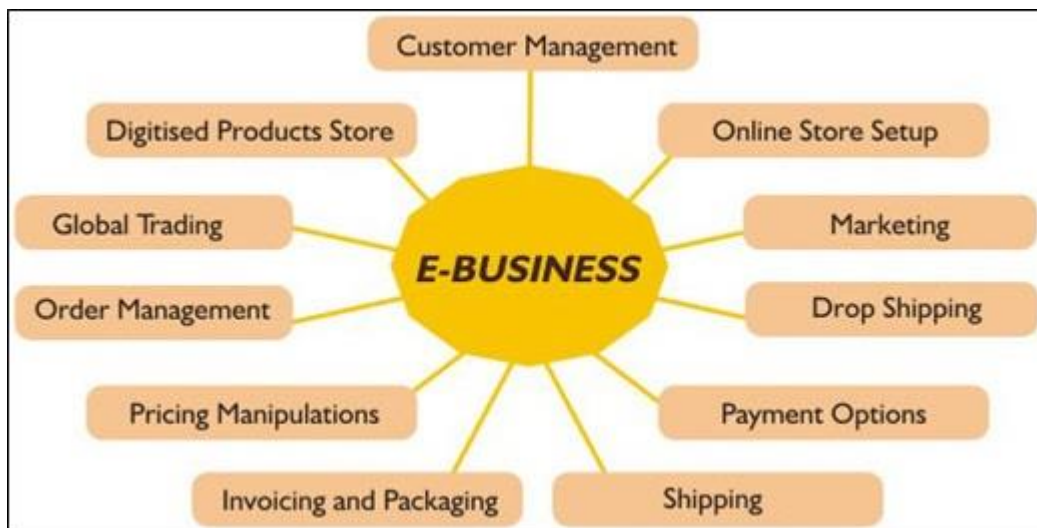 Customer Management
Digitised Products Store
Online Store Setup
Global Trading
Marketing
E-BUSINESS
Order Management
Drop Shipping
Pricing Manipulations
Payment Options
Invoicing and Packaging
Shipping